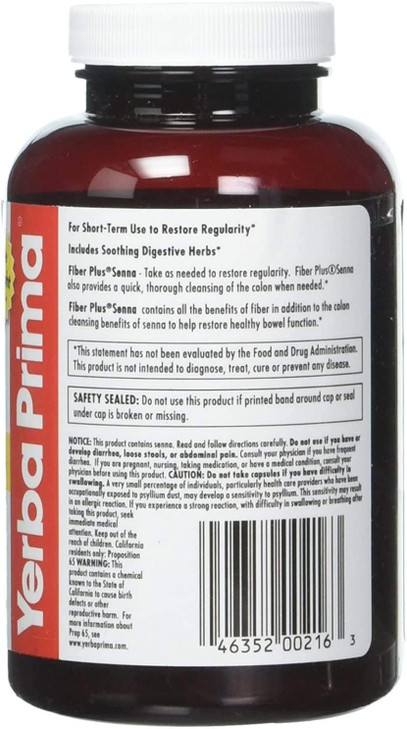 Yerba Prima®
For Short-Term Use to Restore Regularity*
Includes Soothing Digestive Herbs*
Fiber Plus®Senna - Take as needed to restore regularity. Fiber Plus®Senna
also provides a quick, thorough cleansing of the colon when needed.*
Fiber Plus®Senna contains all the benefits of fiber in addition to the colon
cleansing benefits of senna to help restore healthy bowel function.*
*This statement has not been evaluated by the Food and Drug Administration.
This product is not intended to diagnose, treat, cure or prevent any disease.
SAFETY SEALED: Do not use this product if printed band around cap or seal
under cap is broken or missing.
NOTICE: This product contains senna. Read and follow directions carefully. Do not use if you have or
develop diarrhea, loose stools, or abdominal pain. Consult your physician if you have frequent
diarrhea. If you are pregnant, nursing, taking medication, or have a medical condition, consult your
physician before using this product. CAUTION: Do not take capsules if you have difficulty in
swallowing. A very small percentage of individuals, particularly health care providers who have been
occupationally exposed to psyllium dust, may develop a sensitivity to psyllium. This sensitivity may result
in an allergic reaction. If you experience a strong reaction, with difficulty in swallowing or breathing after
taking this product, seek
immediate medical
attention. Keep out of the
reach of children. California
residents only: Proposition
65 WARNING: This
product contains a chemical
known to the State of
California to cause birth
defects or other
reproductive harm. For
more information about
Prop 65, see
www.yerbaprima.com.
46352 00216 3